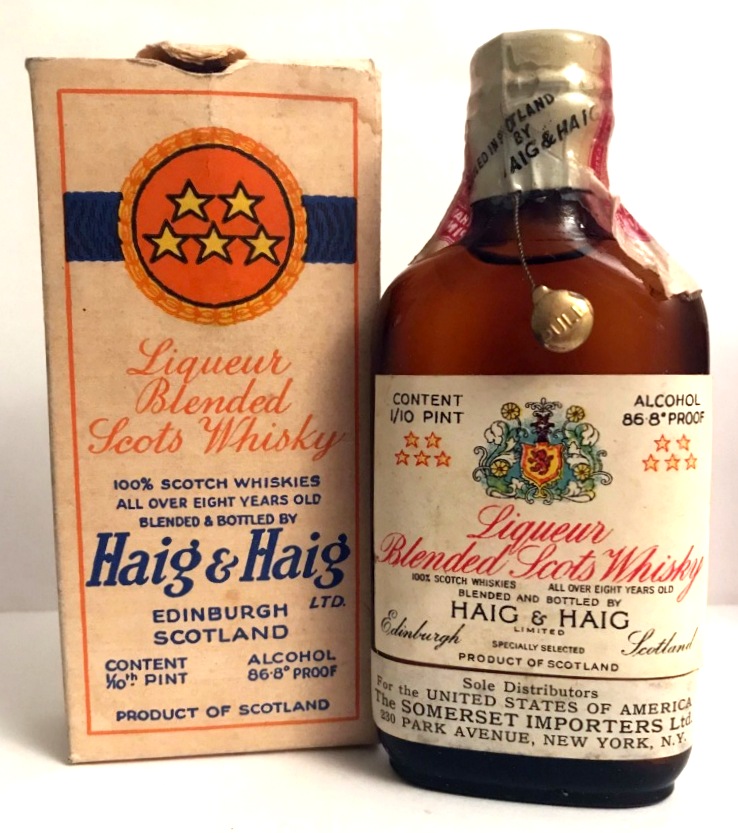 Liqueur
Blended
Scots Whisky
100% SCOTCH WHISKIES
ALL OVER EIGHT YEARS OLD
BLENDED & BOTTLED BY
Haig & Haig
LTD.
EDINBURGH
SCOTLAND
CONTENT ALCOHOL
1/10th PINT 86·8° PROOF
PRODUCT OF SCOTLAND
BY
HAIG & HAIG
PULL
CONTENT ALCOHOL
1/10 PINT 86·8° PROOF
Liqueur
Blended Scots Whisky
100% SCOTCH WHISKIES ALL OVER EIGHT YEARS OLD
BLENDED AND BOTTLED BY
HAIG & HAIG
LIMITED
Edinburgh SPECIALLY SELECTED Scotland
PRODUCT OF SCOTLAND
Sole Distributors
For the UNITED STATES OF AMERICA
The SOMERSET IMPORTERS Ltd.
230 PARK AVENUE, NEW YORK, N.Y.